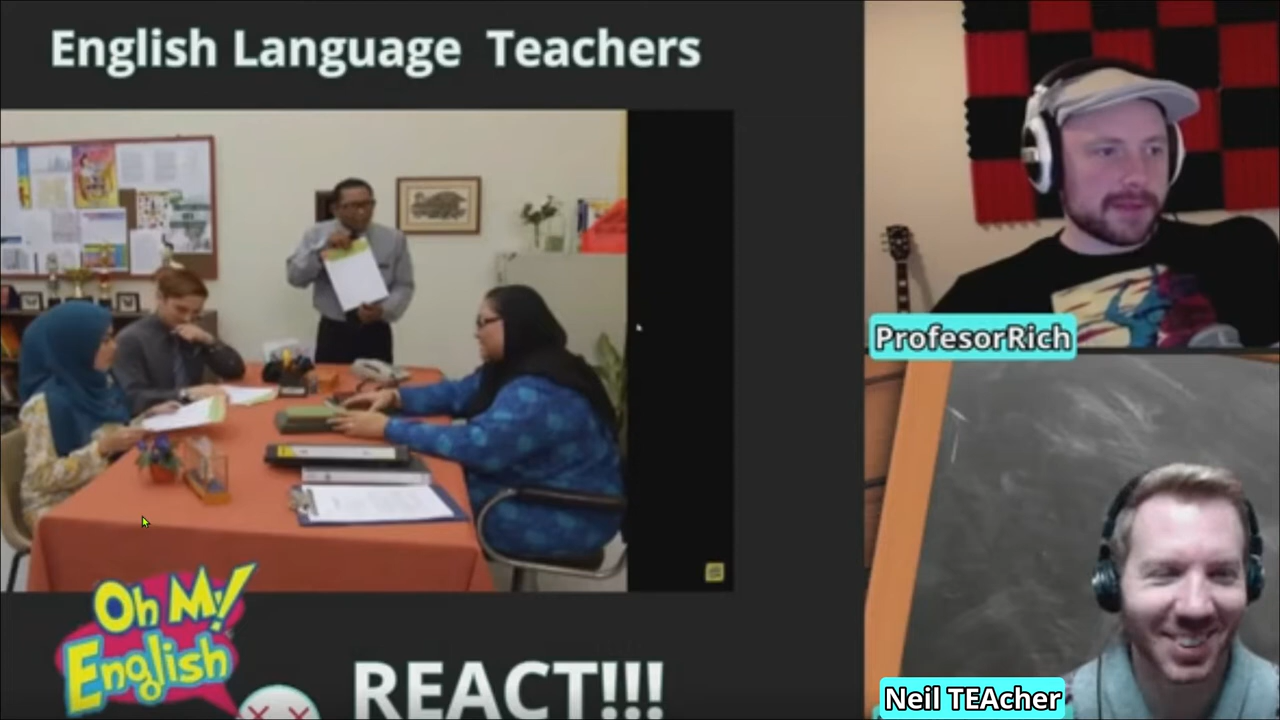 English Language  Teachers
ProfesorRich
Oh My!
English
REACT!!!
Neil TEAcher